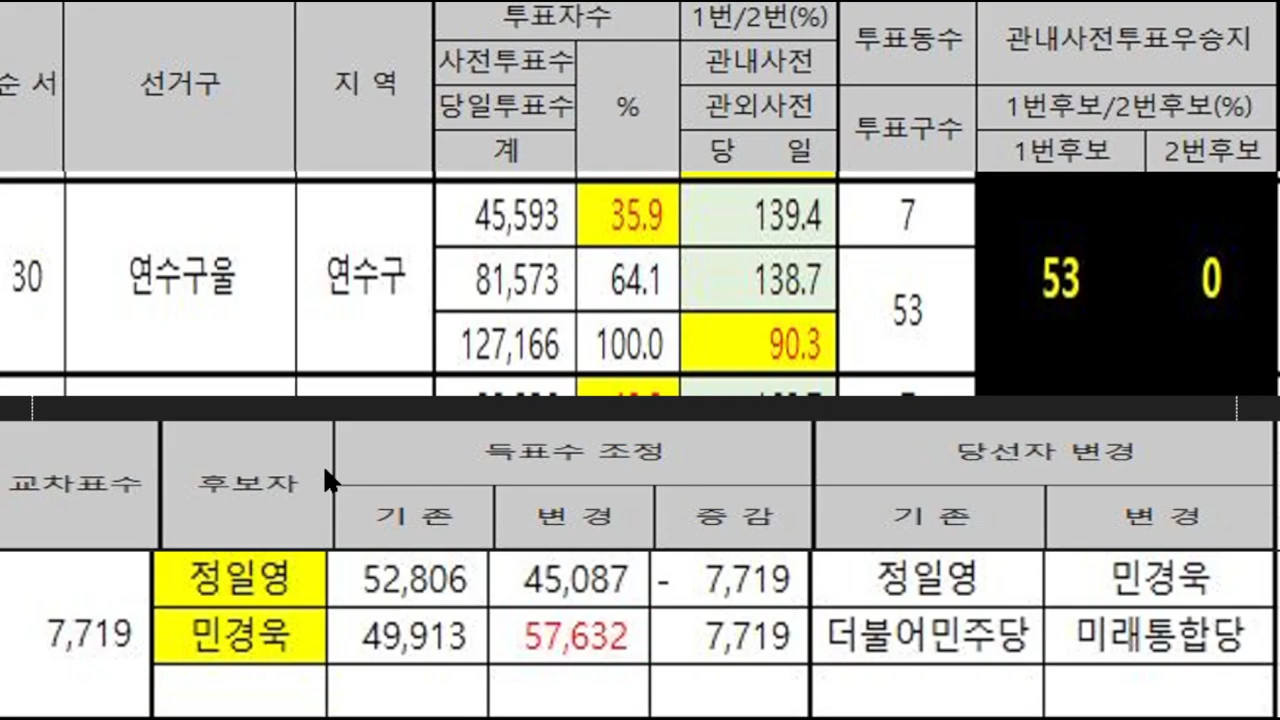 투표자수 1번/2번(%)
투표동수 관내사전투표우승지
순 서 선거구 지 역 사전투표수 % 관내사전
당일투표수 관외사전 투표구수 1번후보/2번후보(%)
계 당 일 1번후보 2번후보
45,593 35.9 139.4 7
30 연수구울 연수구 81,573 64.1 138.7 53 53 0
127,166 100.0 90.3
교차표수 후보자 득표수 조정 당선자 변경
기 존 변 경 증 감 기 존 변 경
정일영 52,806 45,087 - 7,719 정일영 민경욱
7,719 민경욱 49,913 57,632 7,719 더불어민주당 미래통합당